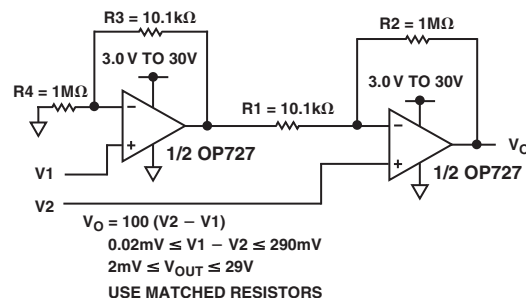 R3 = 10.1kΩ
R2 = 1MΩ
3.0 V TO 30V
3.0 V TO 30V
R4 = 1MΩ
R1 = 10.1kΩ
−
+
−
+
V1
1/2 OP727
1/2 OP727
VO
V2
VO = 100 (V2 − V1)
0.02mV ≤ V1 − V2 ≤ 290mV
2mV ≤ VOUT ≤ 29V
USE MATCHED RESISTORS